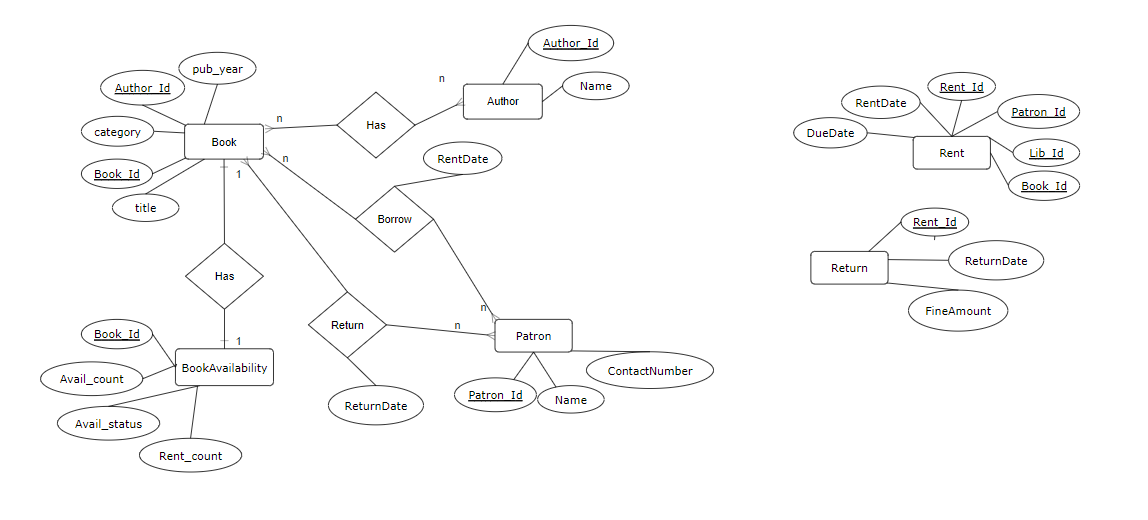 Author_Id
n
pub_year
Author_Id
Author
Name
n
Has
category
Book
n
Book_Id
1
title
RentDate
Borrow
Has
n
Return
n
Patron
Book_Id
1
BookAvailability
ContactNumber
Avail_count
Patron_Id
Name
ReturnDate
Avail_status
Rent_count
Rent_Id
RentDate
Patron_Id
DueDate
Rent
Lib_Id
Book_Id
Rent_Id
Return
ReturnDate
FineAmount